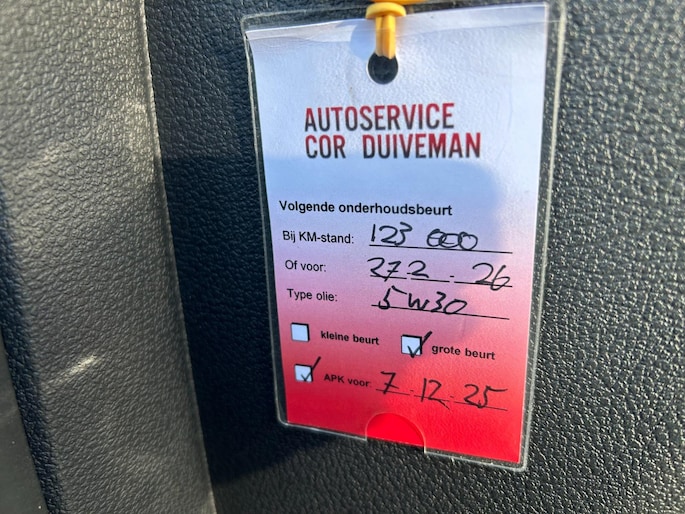 AUTOSERVICE
COR DUIVEMAN
Volgende onderhoudsbeurt
Bij KM-stand: 123 000
Of voor: 27.2.26
Type olie: 5W30
kleine beurt grote beurt
APK voor: 7.12.25